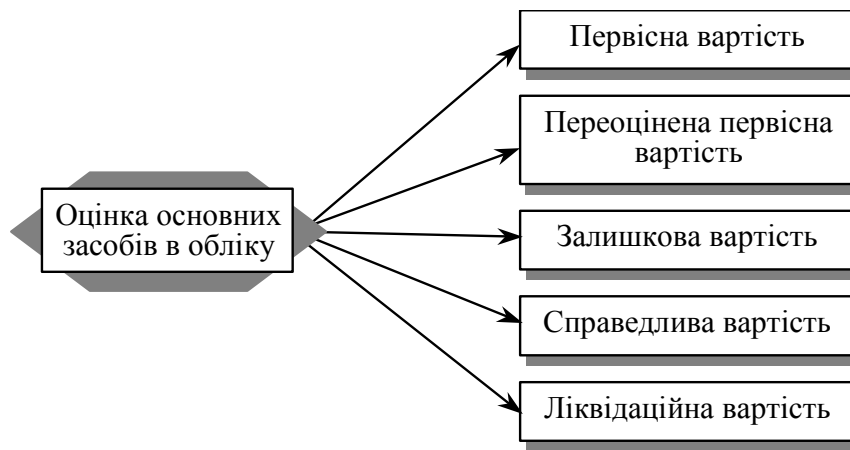 Первісна вартість
Переоцінена первісна
вартість
Оцінка основних
засобів в обліку
Залишкова вартість
Справедлива вартість
Ліквідаційна вартість